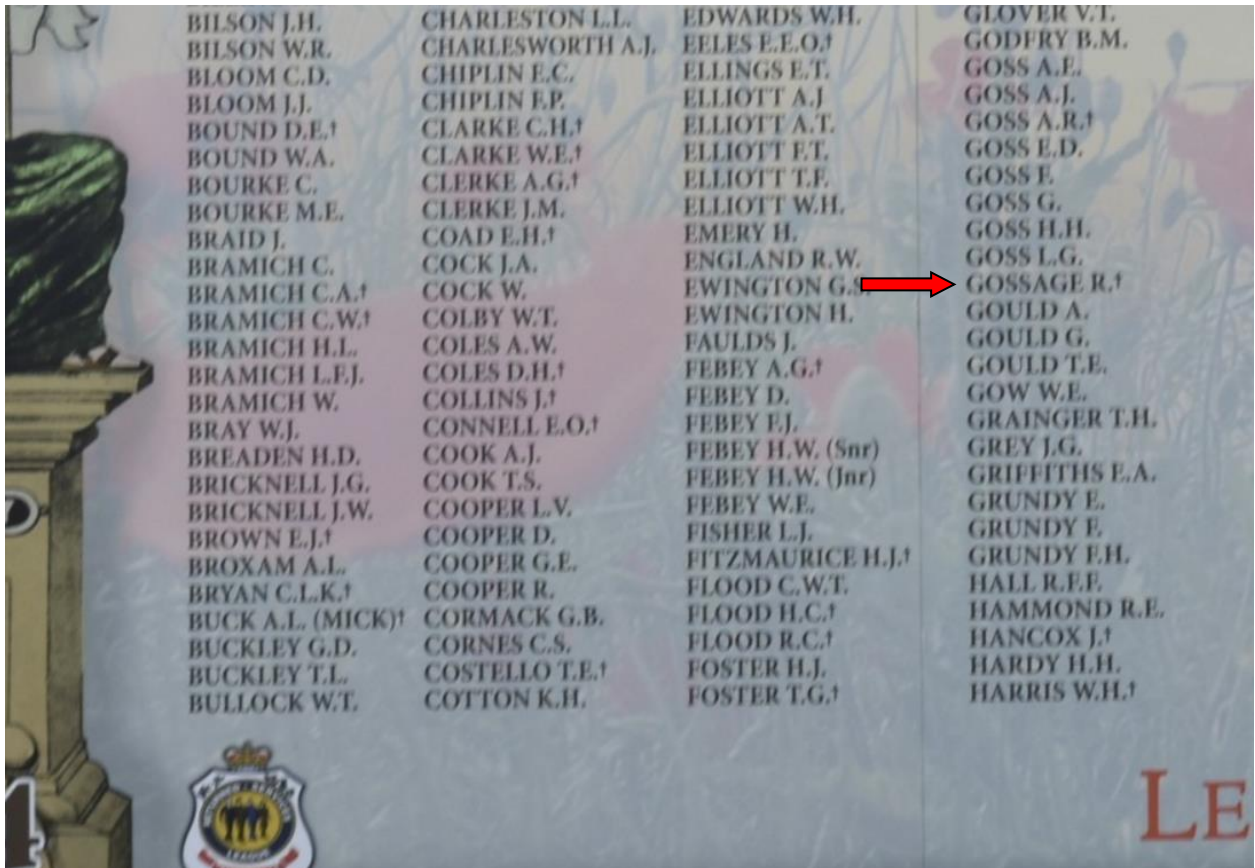 BILSON J.H.
BILSON W.R.
BLOOM C.D.
BLOOM J.J.
BOUND D.E.†
BOUND W.A.
BOURKE C.
BOURKE M.E.
BRAID J.
BRAMICH C.
BRAMICH C.A.†
BRAMICH C.W.†
BRAMICH H.L.
BRAMICH L.F.J.
BRAMICH W.
BRAY W.J.
BREADEN H.D.
BRICKNELL J.G.
BRICKNELL J.W.
BROWN E.J.†
BROXAM A.L.
BRYAN C.L.K.†
BUCK A.L. (MICK)†
BUCKLEY G.D.
BUCKLEY T.L.
BULLOCK W.T.
CHARLESTON L.L.
CHARLESWORTH A.J.
CHIPLIN E.C.
CHIPLIN F.P.
CLARKE C.H.†
CLARKE W.E.†
CLERKE A.G.†
CLERKE J.M.
COAD E.H.†
COCK J.A.
COCK W.
COLBY W.T.
COLES A.W.
COLES D.H.†
COLLINS J.†
CONNELL E.O.†
COOK A.J.
COOK T.S.
COOPER L.V.
COOPER D.
COOPER G.E.
COOPER R.
CORMACK G.B.
CORNES C.S.
COSTELLO T.E.†
COTTON K.H.
EDWARDS W.H.
EELES E.E.O.†
ELLINGS E.T.
ELLIOTT A.J
ELLIOTT A.T.
ELLIOTT F.T.
ELLIOTT T.F.
ELLIOTT W.H.
EMERY H.
ENGLAND R.W.
EWINGTON G.S.
EWINGTON H.
FAULDS J.
FEBEY A.G.†
FEBEY D.
FEBEY F.J.
FEBEY H.W. (Snr)
FEBEY H.W. (Jnr)
FEBEY W.E.
FISHER L.J.
FITZMAURICE H.J.†
FLOOD C.W.T.
FLOOD H.C.†
FLOOD R.C.†
FOSTER H.J.
FOSTER T.G.†
GLOVER V.T.
GODFRY B.M.
GOSS A.E.
GOSS A.J.
GOSS A.R.†
GOSS E.D.
GOSS F.
GOSS G.
GOSS H.H.
GOSS L.G.
GOSSAGE R.†
GOULD A.
GOULD G.
GOULD T.E.
GOW W.E.
GRAINGER T.H.
GREY J.G.
GRIFFITHS E.A.
GRUNDY E.
GRUNDY F.
GRUNDY F.H.
HALL R.F.F.
HAMMOND R.E.
HANCOX J.†
HARDY H.H.
HARRIS W.H.†
4
LEAGUE
LE